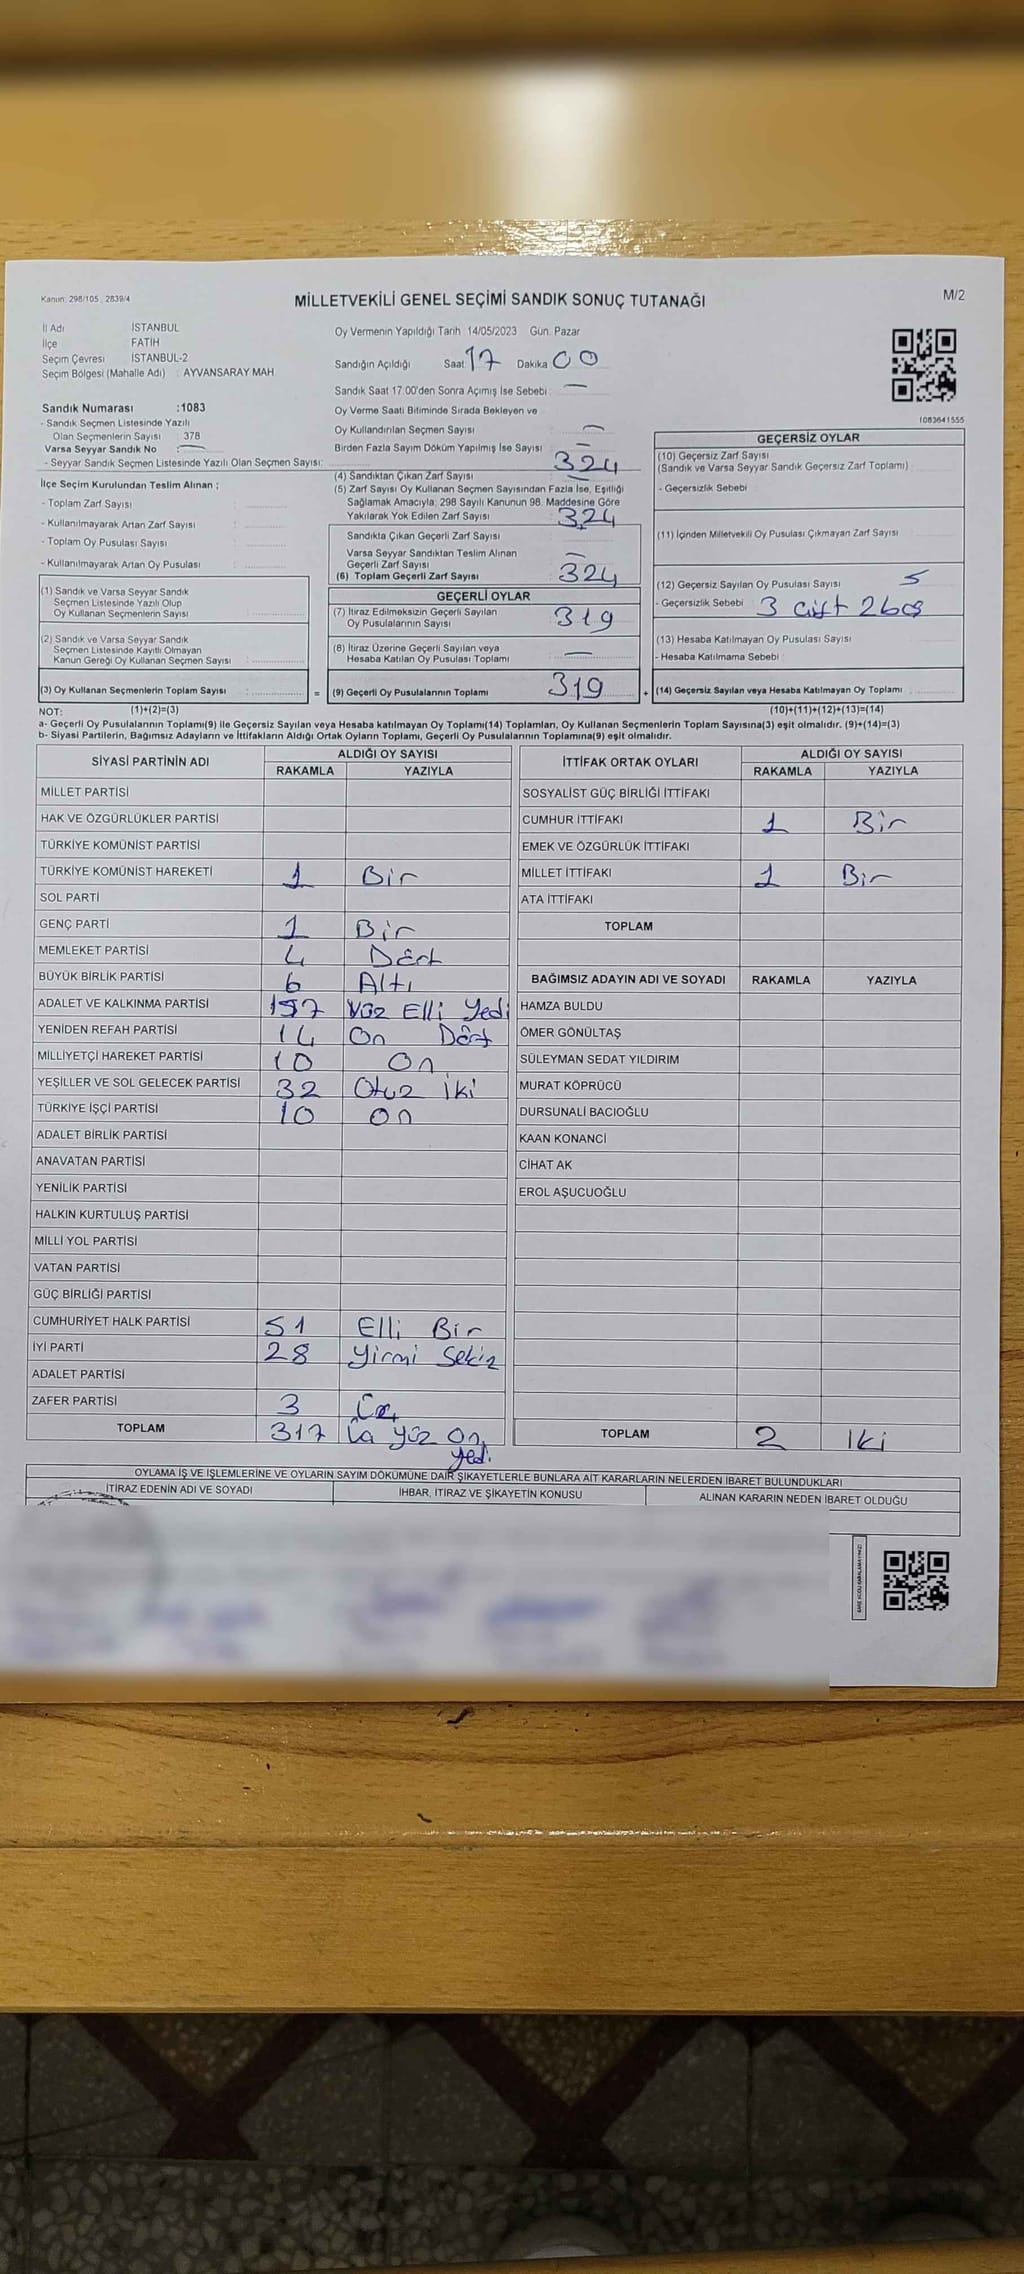 Kanun: 298/105 , 2839/4
MİLLETVEKİLİ GENEL SEÇİMİ SANDIK SONUÇ TUTANAĞI
M/2
İl Adı İSTANBUL
İlçe FATİH
Seçim Çevresi İSTANBUL-2
Seçim Bölgesi (Mahalle Adı) : AYVANSARAY MAH.
Sandık Numarası :1083
- Sandık Seçmen Listesinde Yazılı
Olan Seçmenlerin Sayısı : 378
Varsa Seyyar Sandık No : —
- Seyyar Sandık Seçmen Listesinde Yazılı Olan Seçmen Sayısı:
İlçe Seçim Kurulundan Teslim Alınan ;
- Toplam Zarf Sayısı :
- Kullanılmayarak Artan Zarf Sayısı :
- Toplam Oy Pusulası Sayısı :
- Kullanılmayarak Artan Oy Pusulası :
(1) Sandık ve Varsa Seyyar Sandık
Seçmen Listesinde Yazılı Olup
Oy Kullanan Seçmenlerin Sayısı :
(2) Sandık ve Varsa Seyyar Sandık
Seçmen Listesinde Kayıtlı Olmayan
Kanun Gereği Oy Kullanan Seçmen Sayısı :
(3) Oy Kullanan Seçmenlerin Toplam Sayısı :
(1)+(2)=(3)
Oy Vermenin Yapıldığı Tarih 14/05/2023 Gün: Pazar
Sandığın Açıldığı Saat: 17 Dakika 00
Sandık Saat 17:00'den Sonra Açımış İse Sebebi : —
Oy Verme Saati Bitiminde Sırada Bekleyen ve
Oy Kullandırılan Seçmen Sayısı : —
Birden Fazla Sayım Döküm Yapılmış İse Sayısı : —
(4) Sandıktan Çıkan Zarf Sayısı : 324
(5) Zarf Sayısı Oy Kullanan Seçmen Sayısından Fazla İse, Eşitliği
Sağlamak Amacıyla, 298 Sayılı Kanunun 98. Maddesine Göre
Yakılarak Yok Edilen Zarf Sayısı : —
Sandıkta Çıkan Geçerli Zarf Sayısı : 324
Varsa Seyyar Sandıktan Teslim Alınan
Geçerli Zarf Sayısı : —
(6) Toplam Geçerli Zarf Sayısı : 324
GEÇERLİ OYLAR
(7) İtiraz Edilmeksizin Geçerli Sayılan
Oy Pusulalarının Sayısı : 319
(8) İtiraz Üzerine Geçerli Sayılan veya
Hesaba Katılan Oy Pusulası Toplamı : —
= (9) Geçerli Oy Pusulalarının Toplamı : 319 +
1083641555
GEÇERSİZ OYLAR
(10) Geçersiz Zarf Sayısı
(Sandık ve Varsa Seyyar Sandık Geçersiz Zarf Toplamı) :
- Geçersizlik Sebebi :
(11) İçinden Milletvekili Oy Pusulası Çıkmayan Zarf Sayısı :
(12) Geçersiz Sayılan Oy Pusulası Sayısı : 5
- Geçersizlik Sebebi : 3 çift 2 boş
(13) Hesaba Katılmayan Oy Pusulası Sayısı :
- Hesaba Katılmama Sebebi :
(14) Geçersiz Sayılan veya Hesaba Katılmayan Oy Toplamı :
(10)+(11)+(12)+(13)=(14)
NOT:
a- Geçerli Oy Pusulalarının Toplamı(9) ile Geçersiz Sayılan veya Hesaba katılmayan Oy Toplamı(14) Toplamları, Oy Kullanan Seçmenlerin Toplam Sayısına(3) eşit olmalıdır. (9)+(14)=(3)
b- Siyasi Partilerin, Bağımsız Adayların ve İttifakların Aldığı Ortak Oyların Toplamı, Geçerli Oy Pusulalarının Toplamına(9) eşit olmalıdır.
SİYASİ PARTİNİN ADI ALDIĞI OY SAYISI
RAKAMLA YAZIYLA
MİLLET PARTİSİ
HAK VE ÖZGÜRLÜKLER PARTİSİ
TÜRKİYE KOMÜNİST PARTİSİ
TÜRKİYE KOMÜNİST HAREKETİ 1 Bir
SOL PARTİ
GENÇ PARTİ 1 Bir
MEMLEKET PARTİSİ 4 Dört
BÜYÜK BİRLİK PARTİSİ 6 Altı
ADALET VE KALKINMA PARTİSİ 157 Yüz Elli Yedi
YENİDEN REFAH PARTİSİ 14 On Dört
MİLLİYETÇİ HAREKET PARTİSİ 10 On
YEŞİLLER VE SOL GELECEK PARTİSİ 32 Otuz İki
TÜRKİYE İŞÇİ PARTİSİ 10 on
ADALET BİRLİK PARTİSİ
ANAVATAN PARTİSİ
YENİLİK PARTİSİ
HALKIN KURTULUŞ PARTİSİ
MİLLİ YOL PARTİSİ
VATAN PARTİSİ
GÜÇ BİRLİĞİ PARTİSİ
CUMHURİYET HALK PARTİSİ 51 Elli Bir
İYİ PARTİ 28 Yirmi Sekiz
ADALET PARTİSİ
ZAFER PARTİSİ 3 Üç
TOPLAM 317 Üç Yüz On
yedi
İTTİFAK ORTAK OYLARI ALDIĞI OY SAYISI
RAKAMLA YAZIYLA
SOSYALİST GÜÇ BİRLİĞİ İTTİFAKI
CUMHUR İTTİFAKI 1 Bir
EMEK VE ÖZGÜRLÜK İTTİFAKI
MİLLET İTTİFAKI 1 Bir
ATA İTTİFAKI
TOPLAM
BAĞIMSIZ ADAYIN ADI VE SOYADI RAKAMLA YAZIYLA
HAMZA BULDU
ÖMER GÖNÜLTAŞ
SÜLEYMAN SEDAT YILDIRIM
MURAT KÖPRÜCÜ
DURSUNALİ BACIOĞLU
KAAN KONANCİ
CİHAT AK
EROL AŞUCUOĞLU
TOPLAM 2 İki
OYLAMA İŞ VE İŞLEMLERİNE VE OYLARIN SAYIM DÖKÜMÜNE DAİR ŞİKAYETLERLE BUNLARA AİT KARARLARIN NELERDEN İBARET BULUNDUKLARI
İTİRAZ EDENİN ADI VE SOYADI İHBAR, İTİRAZ VE ŞİKAYETİN KONUSU ALINAN KARARIN NEDEN İBARET OLDUĞU